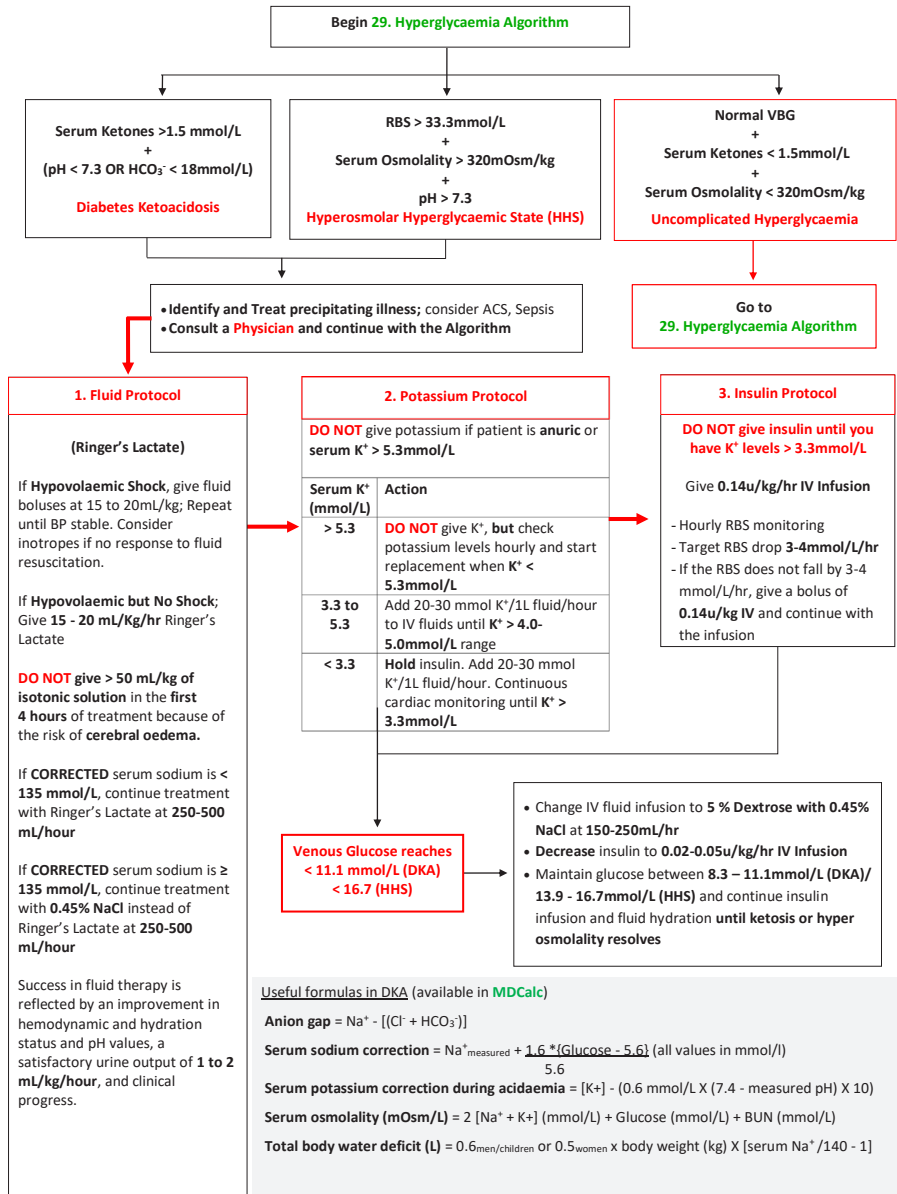 Begin 29. Hyperglycaemia Algorithm
Serum Ketones >1.5 mmol/L
+
(pH < 7.3 OR HCO₃⁻ < 18mmol/L)
Diabetes Ketoacidosis
RBS > 33.3mmol/L
+
Serum Osmolality > 320mOsm/kg
+
pH > 7.3
Hyperosmolar Hyperglycaemic State (HHS)
Normal VBG
+
Serum Ketones < 1.5mmol/L
+
Serum Osmolality < 320mOsm/kg
Uncomplicated Hyperglycaemia
• Identify and Treat precipitating illness; consider ACS, Sepsis
• Consult a Physician and continue with the Algorithm
Go to
29. Hyperglycaemia Algorithm
1. Fluid Protocol
(Ringer's Lactate)
If Hypovolaemic Shock, give fluid
boluses at 15 to 20mL/kg; Repeat
until BP stable. Consider
inotropes if no response to fluid
resuscitation.
If Hypovolaemic but No Shock;
Give 15 - 20 mL/Kg/hr Ringer's
Lactate
DO NOT give > 50 mL/kg of
isotonic solution in the first
4 hours of treatment because of
the risk of cerebral oedema.
If CORRECTED serum sodium is <
135 mmol/L, continue treatment
with Ringer's Lactate at 250-500
mL/hour
If CORRECTED serum sodium is ≥
135 mmol/L, continue treatment
with 0.45% NaCl instead of
Ringer's Lactate at 250-500
mL/hour
Success in fluid therapy is
reflected by an improvement in
hemodynamic and hydration
status and pH values, a
satisfactory urine output of 1 to 2
mL/kg/hour, and clinical
progress.
2. Potassium Protocol
DO NOT give potassium if patient is anuric or
serum K⁺ > 5.3mmol/L
Serum K⁺ Action
(mmol/L)
> 5.3 DO NOT give K⁺, but check
potassium levels hourly and start
replacement when K⁺ <
5.3mmol/L
3.3 to Add 20-30 mmol K⁺/1L fluid/hour
5.3 to IV fluids until K⁺ > 4.0-
5.0mmol/L range
< 3.3 Hold insulin. Add 20-30 mmol
K⁺/1L fluid/hour. Continuous
cardiac monitoring until K⁺ >
3.3mmol/L
3. Insulin Protocol
DO NOT give insulin until you
have K⁺ levels > 3.3mmol/L
Give 0.14u/kg/hr IV Infusion
- Hourly RBS monitoring
- Target RBS drop 3-4mmol/L/hr
- If the RBS does not fall by 3-4
mmol/L/hr, give a bolus of
0.14u/kg IV and continue with
the infusion
Venous Glucose reaches
< 11.1 mmol/L (DKA)
< 16.7 (HHS)
• Change IV fluid infusion to 5 % Dextrose with 0.45%
NaCl at 150-250mL/hr
• Decrease insulin to 0.02-0.05u/kg/hr IV Infusion
• Maintain glucose between 8.3 – 11.1mmol/L (DKA)/
13.9 - 16.7mmol/L (HHS) and continue insulin
infusion and fluid hydration until ketosis or hyper
osmolality resolves
Useful formulas in DKA (available in MDCalc)
Anion gap = Na⁺ - [(Cl⁻ + HCO₃⁻)]
Serum sodium correction = Na⁺measured + 1.6 *{Glucose - 5.6} (all values in mmol/l)
5.6
Serum potassium correction during acidaemia = [K+] - (0.6 mmol/L X (7.4 - measured pH) X 10)
Serum osmolality (mOsm/L) = 2 [Na⁺ + K+] (mmol/L) + Glucose (mmol/L) + BUN (mmol/L)
Total body water deficit (L) = 0.6men/children or 0.5women x body weight (kg) X [serum Na⁺ /140 - 1]